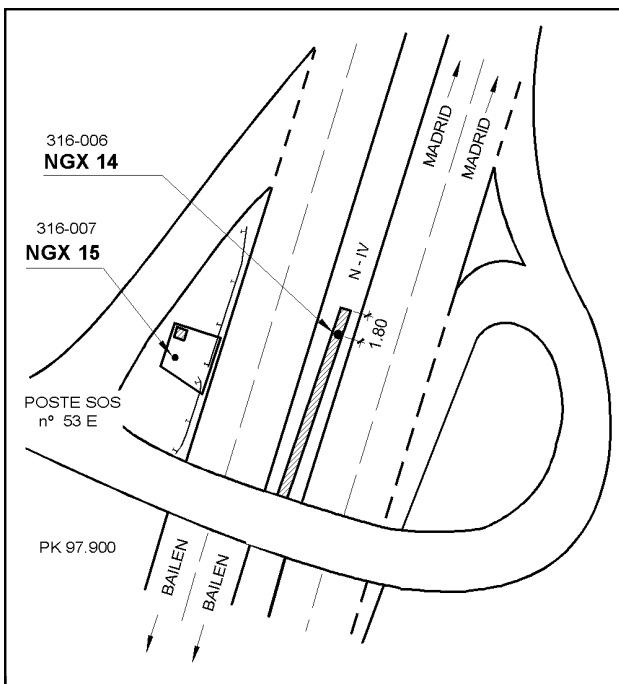 MADRID
MADRID
316-006
NGX 14
316-007
NGX 15
N - IV
1.80
POSTE SOS
nº 53 E
PK 97.900
BAILEN
BAILEN